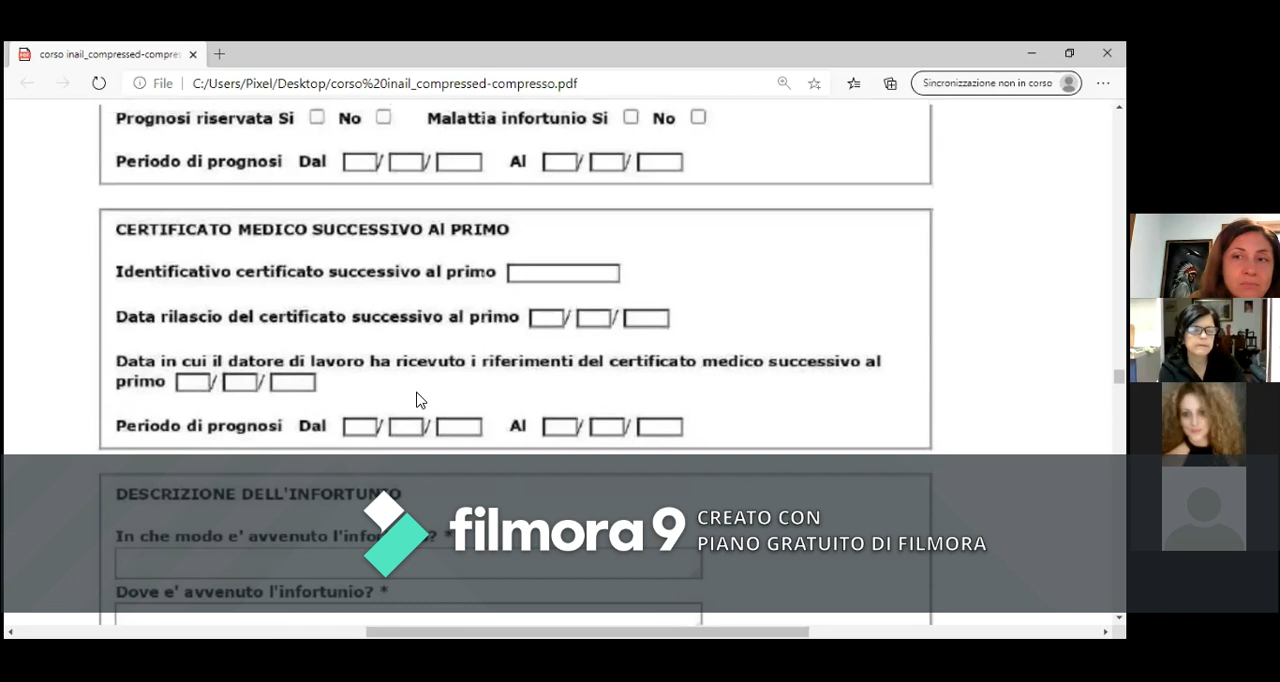 corso inail_compressed-compre
File | C:/Users/Pixel/Desktop/corso%20inail_compressed-compresso.pdf
Sincronizzazione non in corso
Prognosi riservata Si No Malattia infortunio Si No
Periodo di prognosi Dal / / Al / /
CERTIFICATO MEDICO SUCCESSIVO Al PRIMO
Identificativo certificato successivo al primo
Data rilascio del certificato successivo al primo / /
Data in cui il datore di lavoro ha ricevuto i riferimenti del certificato medico successivo al
primo / /
Periodo di prognosi Dal / / Al / /
DESCRIZIONE DELL'INFORTUNIO
In che modo e' avvenuto l'infor ? *
Dove e' avvenuto l'infortunio? *
filmora 9
CREATO CON
PIANO GRATUITO DI FILMORA